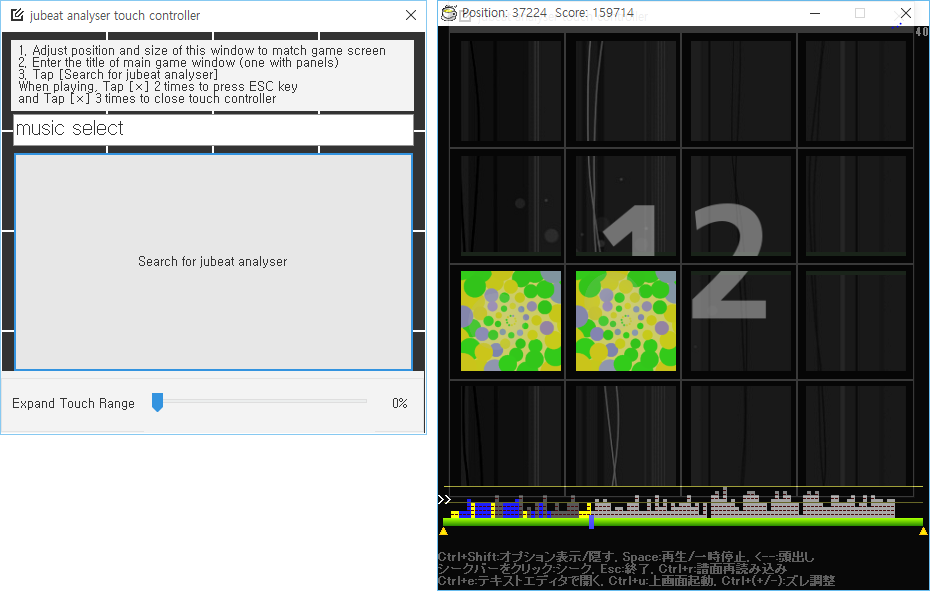 jubeat analyser touch controller
1, Adjust position and size of this window to match game screen
2, Enter the title of main game window (one with panels)
3, Tap [Search for jubeat analyser]
When playing, Tap [×] 2 times to press ESC key
and Tap [×] 3 times to close touch controller
music select
Search for jubeat analyser
Expand Touch Range 0%
Position: 37224 Score: 159714
40
12
Ctrl+Shift:オプション表示/隠す, Space:再生/一時停止, <--:頭出し
シークバーをクリック:シーク, Esc:終了, Ctrl+r:譜面再読み込み
Ctrl+e:テキストエディタで開く, Ctrl+u:上画面起動, Ctrl+(+/-):ズレ調整